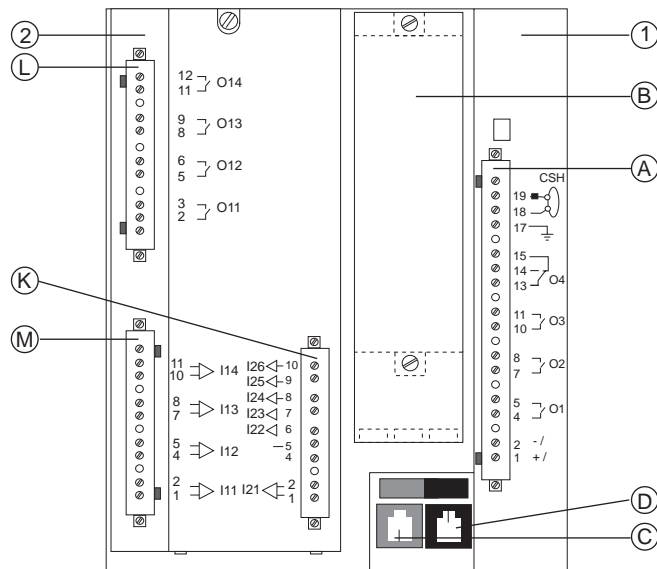 2
1
L
B
12
11
O14
9
8
O13
6
5
O12
3
2
O11
A
CSH
19
18
17
15
14
13
O4
11
10
O3
8
7
O2
5
4
O1
2 - /
1 + /
K
M
11
10
I14
8
7
I13
5
4
I12
2
1
I11
I26 10
I25 9
I24 8
I23 7
I22 6
5
4
I21 2
1
D
C